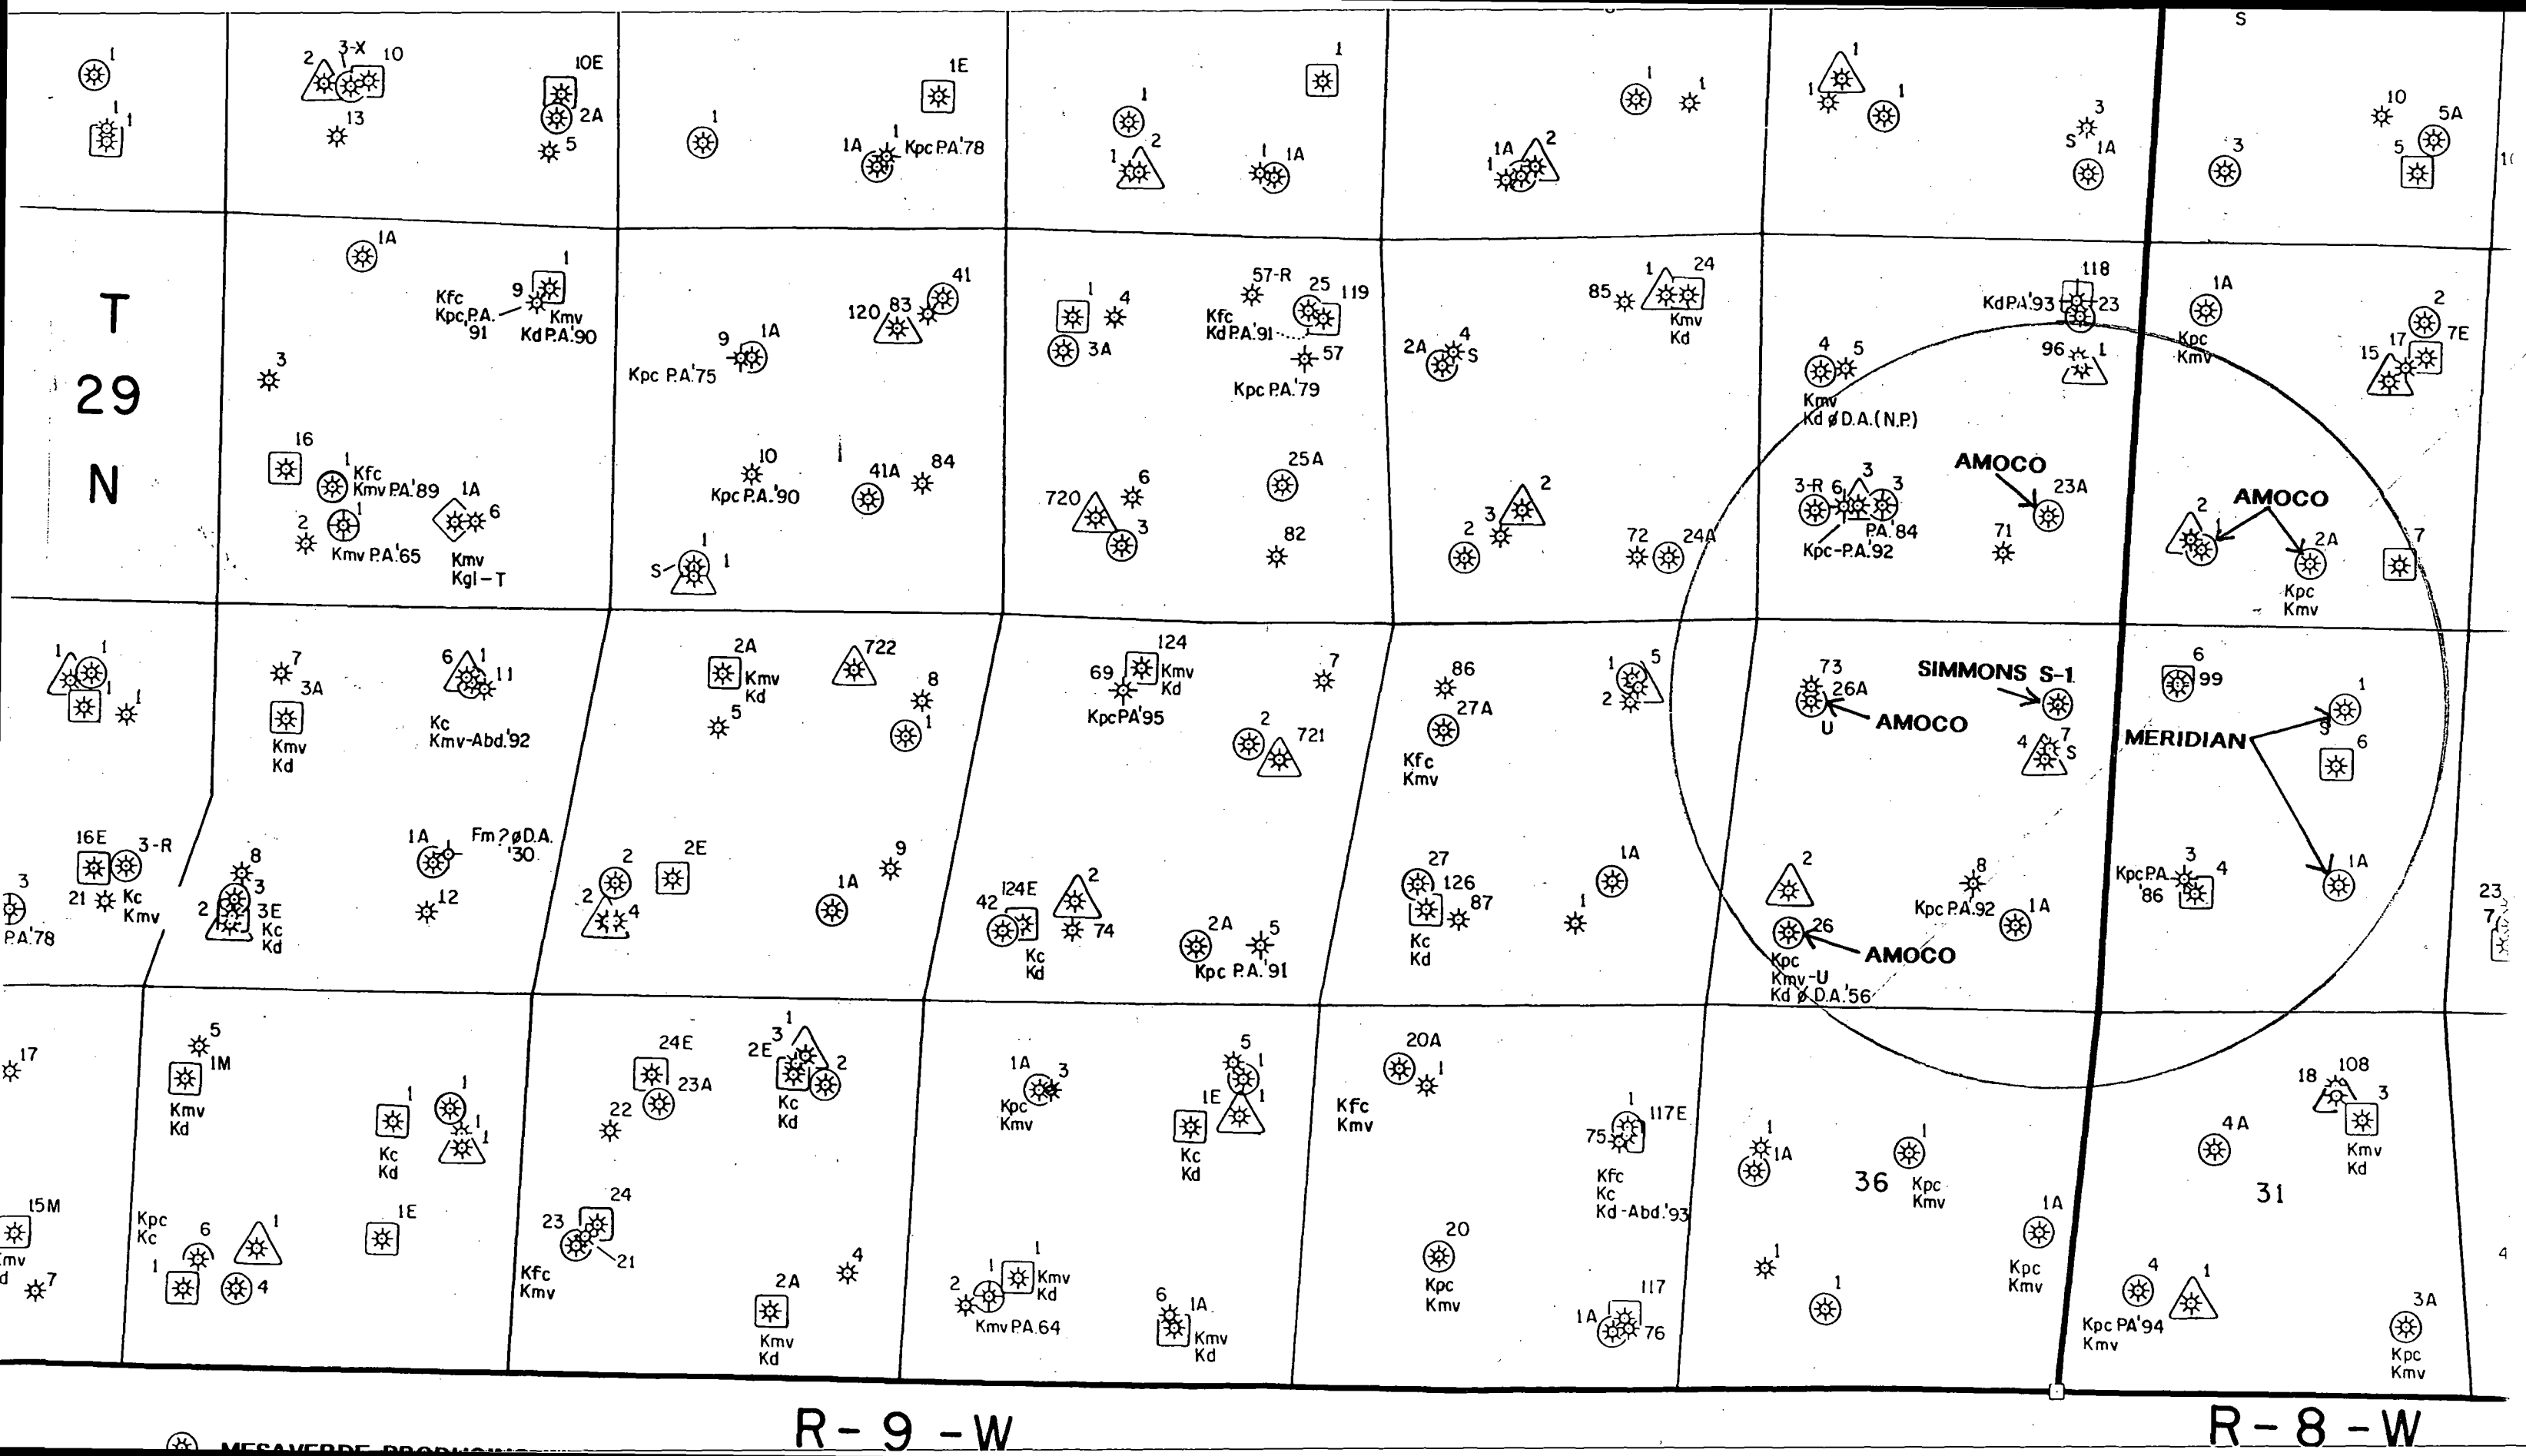 S
1
1
1
2
3-X
10
13
10E
2A
5
1
1E
1A
1
Kpc P.A.'78
1
1
2
1
1
1A
1
1
1A
2
1
1
1
1
3
S
1A
3
10
5A
5
T
29
N
1A
1
9
Kfc
Kpc P.A.
'91
Kmv
Kd P.A.'90
3
9
1A
Kpc P.A.'75
120
83
41
1
4
3A
57-R
25
119
Kfc
Kd P.A.'91
57
Kpc P.A.'79
85
1
24
Kmv
Kd
2A
4
S
118
Kd P.A.'93
23
96
1
4
5
Kmv
Kd ø D.A. (N.P.)
1A
Kpc
Kmv
2
7E
17
15
16
1
Kfc
Kmv P.A.'89
1
2
Kmv P.A.'65
1A
6
Kmv
Kgl-T
10
Kpc P.A.'90
41A
84
1
S
1
720
6
3
25A
82
2
3
2
72
24A
3-R
6
3
3
P.A.'84
Kpc-P.A.'92
AMOCO
23A
71
AMOCO
2
1
2A
Kpc
Kmv
7
1
1
1
1
7
3A
Kmv
Kd
6
1
11
Kc
Kmv-Abd.'92
2A
Kmv
Kd
5
722
8
1
124
69
Kmv
Kd
Kpc PA'95
7
2
721
86
27A
Kfc
Kmv
1
5
2
73
26A
U
AMOCO
SIMMONS S-1
4
7
S
6
99
MERIDIAN
1
S
6
16E
3-R
21
Kc
Kmv
3
P.A.'78
8
3
2
3E
Kc
Kd
1A
Fm? ø D.A.
'30
12
2
2
4
2E
1A
9
42
124E
Kc
Kd
2
74
2A
5
Kpc P.A.'91
27
126
87
Kc
Kd
1A
1
2
26
AMOCO
Kpc
Kmv-U
Kd ø D.A.'56
8
Kpc P.A.'92
1A
Kpc P.A.
'86
3
4
1A
23
7
17
5
1M
Kmv
Kd
1
Kc
Kd
1
1
24E
23A
22
1
3
2E
2
Kc
Kd
1A
3
Kpc
Kmv
5
1
1E
1
Kc
Kd
20A
1
Kfc
Kmv
1
117E
75
Kfc
Kc
Kd-Abd.'93
1
1A
36
1
Kpc
Kmv
1A
Kpc
Kmv
1
1
18
108
3
Kmv
Kd
4A
31
4
1
Kpc PA'94
Kmv
3A
Kpc
Kmv
4
15M
7
Kpc
Kc
6
1
1
4
1E
24
23
21
Kfc
Kmv
4
2A
Kmv
Kd
1
2
1
Kmv
Kd
Kmv P.A.64
6
1A
Kmv
Kd
20
Kpc
Kmv
117
1A
76
R-9-W
R-8-W
MESAVERDE